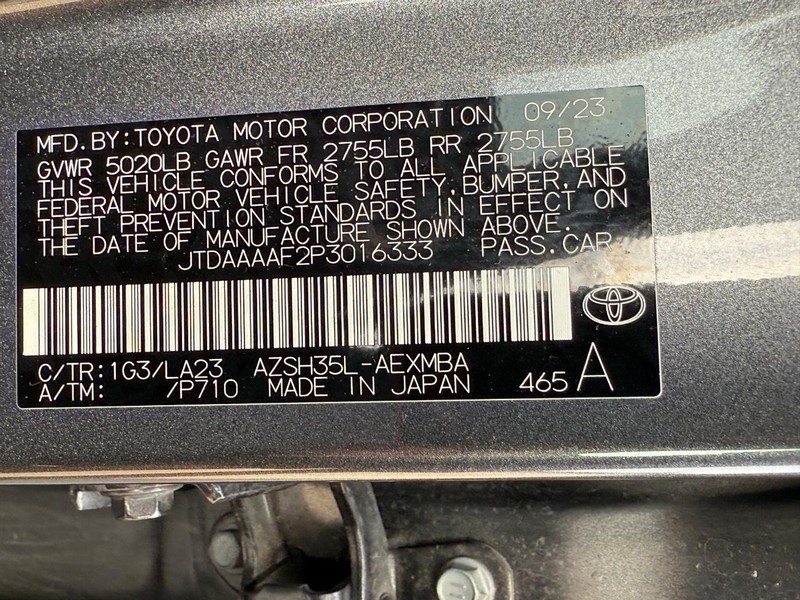 MFD.BY:TOYOTA MOTOR CORPORATION 09/23
GVWR 5020LB GAWR FR 2755LB RR 2755LB
THIS VEHICLE CONFORMS TO ALL APPLICABLE
FEDERAL MOTOR VEHICLE SAFETY,BUMPER,AND
THEFT PREVENTION STANDARDS IN EFFECT ON
THE DATE OF MANUFACTURE SHOWN ABOVE.
JTDAAAAF2P3016333 PASS.CAR
C/TR:1G3/LA23 AZSH35L-AEXMBA
A/TM: /P710 MADE IN JAPAN 465 A